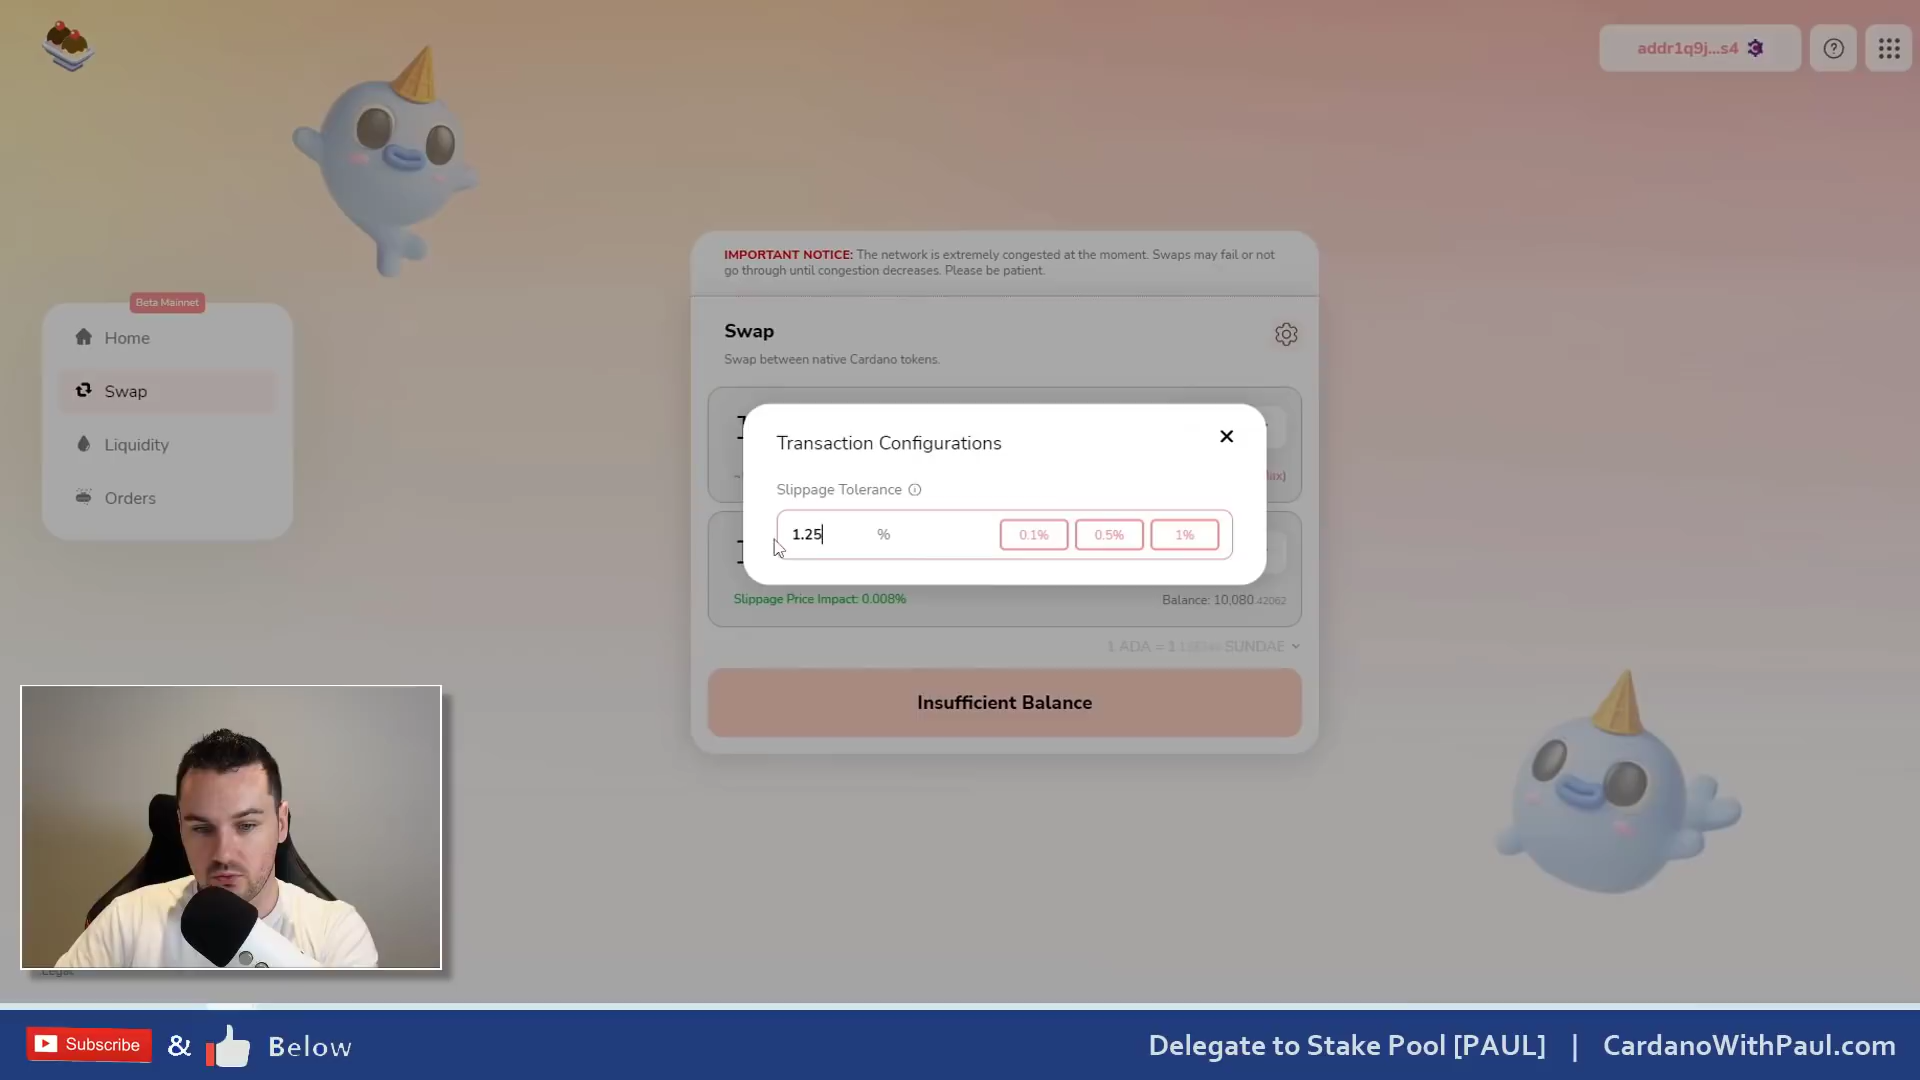 addr1q9j...s4
IMPORTANT NOTICE: The network is extremely congested at the moment. Swaps may fail or not
go through until congestion decreases. Please be patient.
Beta Mainnet
Home
Swap
Liquidity
Orders
Swap
Swap between native Cardano tokens.
Transaction Configurations
Slippage Tolerance
1.25 %
0.1% 0.5% 1%
Slippage Price Impact: 0.008%
Balance: 10,080.42062
1 ADA = 1 SUNDAE
Insufficient Balance
Legal
Subscribe & Below
Delegate to Stake Pool [PAUL] | CardanoWithPaul.com